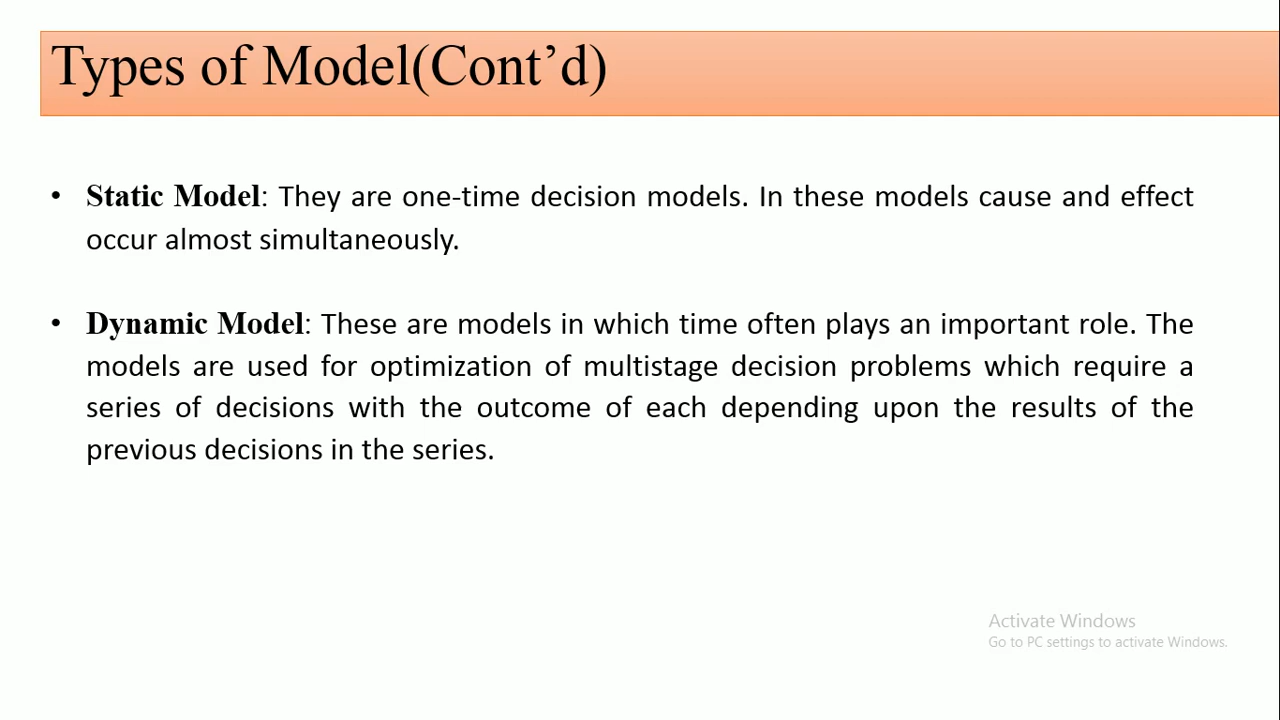 Types of Model(Cont’d)
• Static Model: They are one-time decision models. In these models cause and effect
occur almost simultaneously.
• Dynamic Model: These are models in which time often plays an important role. The
models are used for optimization of multistage decision problems which require a
series of decisions with the outcome of each depending upon the results of the
previous decisions in the series.
Activate Windows
Go to PC settings to activate Windows.